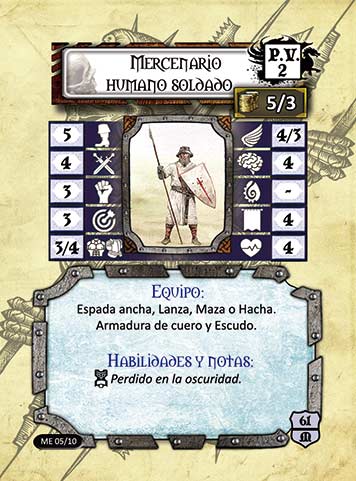 Mercenario
humano soldado
P.V.
2
5/3
5
4/3
4
4
3
-
3
4
3/4
4
Equipo:
Espada ancha, Lanza, Maza o Hacha.
Armadura de cuero y Escudo.
Habilidades y notas:
Perdido en la oscuridad.
ME 05/10
61
M